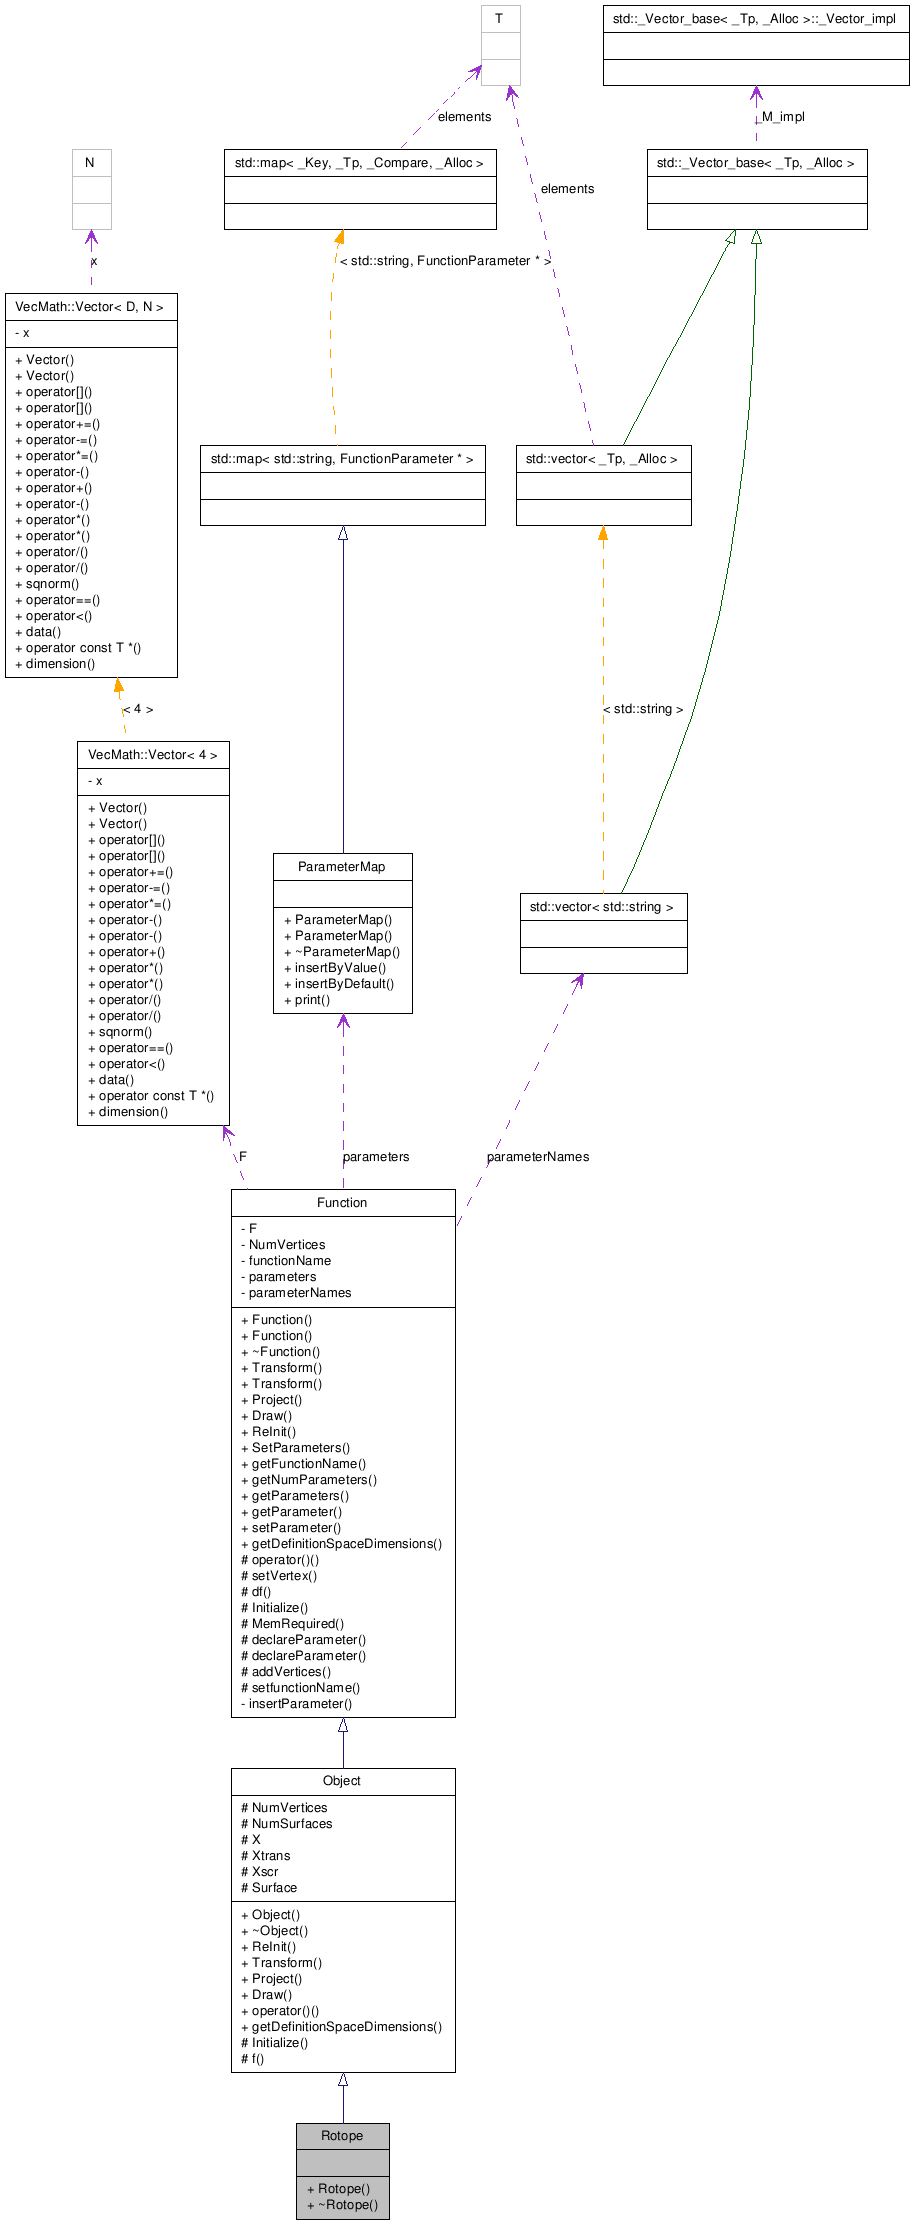 T
std::_Vector_base< _Tp, _Alloc >::_Vector_impl
elements
_M_impl
N
std::map< _Key, _Tp, _Compare, _Alloc >
std::_Vector_base< _Tp, _Alloc >
elements
x
< std::string, FunctionParameter * >
VecMath::Vector< D, N >
- x
+ Vector()
+ Vector()
+ operator[]()
+ operator[]()
+ operator+=()
+ operator-=()
+ operator*=()
+ operator-()
+ operator+()
+ operator-()
+ operator*()
+ operator*()
+ operator/()
+ operator/()
+ sqnorm()
+ operator==()
+ operator<()
+ data()
+ operator const T *()
+ dimension()
std::map< std::string, FunctionParameter * >
std::vector< _Tp, _Alloc >
< 4 >
< std::string >
VecMath::Vector< 4 >
- x
+ Vector()
+ Vector()
+ operator[]()
+ operator[]()
+ operator+=()
+ operator-=()
+ operator*=()
+ operator-()
+ operator-()
+ operator+()
+ operator*()
+ operator*()
+ operator/()
+ operator/()
+ sqnorm()
+ operator==()
+ operator<()
+ data()
+ operator const T *()
+ dimension()
ParameterMap
+ ParameterMap()
+ ParameterMap()
+ ~ParameterMap()
+ insertByValue()
+ insertByDefault()
+ print()
std::vector< std::string >
F
parameters
parameterNames
Function
- F
- NumVertices
- functionName
- parameters
- parameterNames
+ Function()
+ Function()
+ ~Function()
+ Transform()
+ Transform()
+ Project()
+ Draw()
+ ReInit()
+ SetParameters()
+ getFunctionName()
+ getNumParameters()
+ getParameters()
+ getParameter()
+ setParameter()
+ getDefinitionSpaceDimensions()
# operator()()
# setVertex()
# df()
# Initialize()
# MemRequired()
# declareParameter()
# declareParameter()
# addVertices()
# setfunctionName()
- insertParameter()
Object
# NumVertices
# NumSurfaces
# X
# Xtrans
# Xscr
# Surface
+ Object()
+ ~Object()
+ ReInit()
+ Transform()
+ Project()
+ Draw()
+ operator()()
+ getDefinitionSpaceDimensions()
# Initialize()
# f()
Rotope
+ Rotope()
+ ~Rotope()